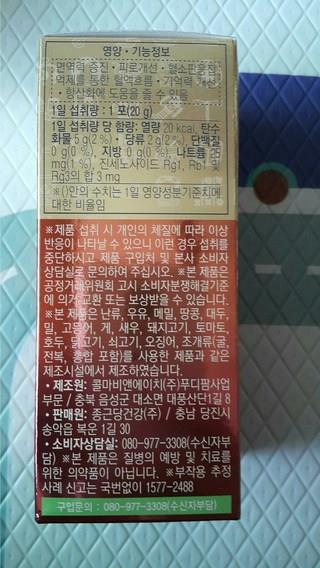 영양 • 기능정보
면역력 증진 • 피로개선 • 혈소판응집
억제를 통한 혈액흐름 • 기억력 개선
• 항산화에 도움을 줄 수 있음
1일 섭취량 : 1 포(20 g)
1일 섭취량 당 함량: 열량 20 kcal, 탄수
화물 5 g(2%), 당류 2 g(2%), 단백질
0 g(0 %), 지방 0 g(0 %), 나트륨 25
mg(1 %), 진세노사이드 Rg1, Rb1 및
Rg3의 합 3 mg
※( )안의 수치는 1일 영양성분기준치에
대한 비율임
※제품 섭취 시 개인의 체질에 따라 이상
반응이 나타날 수 있으니 이런 경우 섭취를
중단하시고 제품 구입처 및 본사 소비자
상담실로 문의하여 주십시오. ※본 제품은
공정거래위원회 고시 소비자분쟁해결기준
에 의거 교환 또는 보상받을 수 있습니다.
※본 제품은 난류, 우유, 메밀, 땅콩, 대두,
밀, 고등어, 게, 새우, 돼지고기, 토마토,
호두, 닭고기, 쇠고기, 오징어, 조개류(굴,
전복, 홍합 포함)를 사용한 제품과 같은
제조시설에서 제조하였습니다.
• 제조원: 콜마비앤에이치(주)푸디팜사업
부문 / 충북 음성군 대소면 대풍산단1길 8
• 판매원: 종근당건강(주) / 충남 당진시
송악읍 복운 1길 30
• 소비자상담실: 080-977-3308(수신자부
담) ※본 제품은 질병의 예방 및 치료를
위한 의약품이 아닙니다. ※부작용 추정
사례 신고는 국번없이 1577-2488
구입문의 : 080-977-3308(수신자부담)